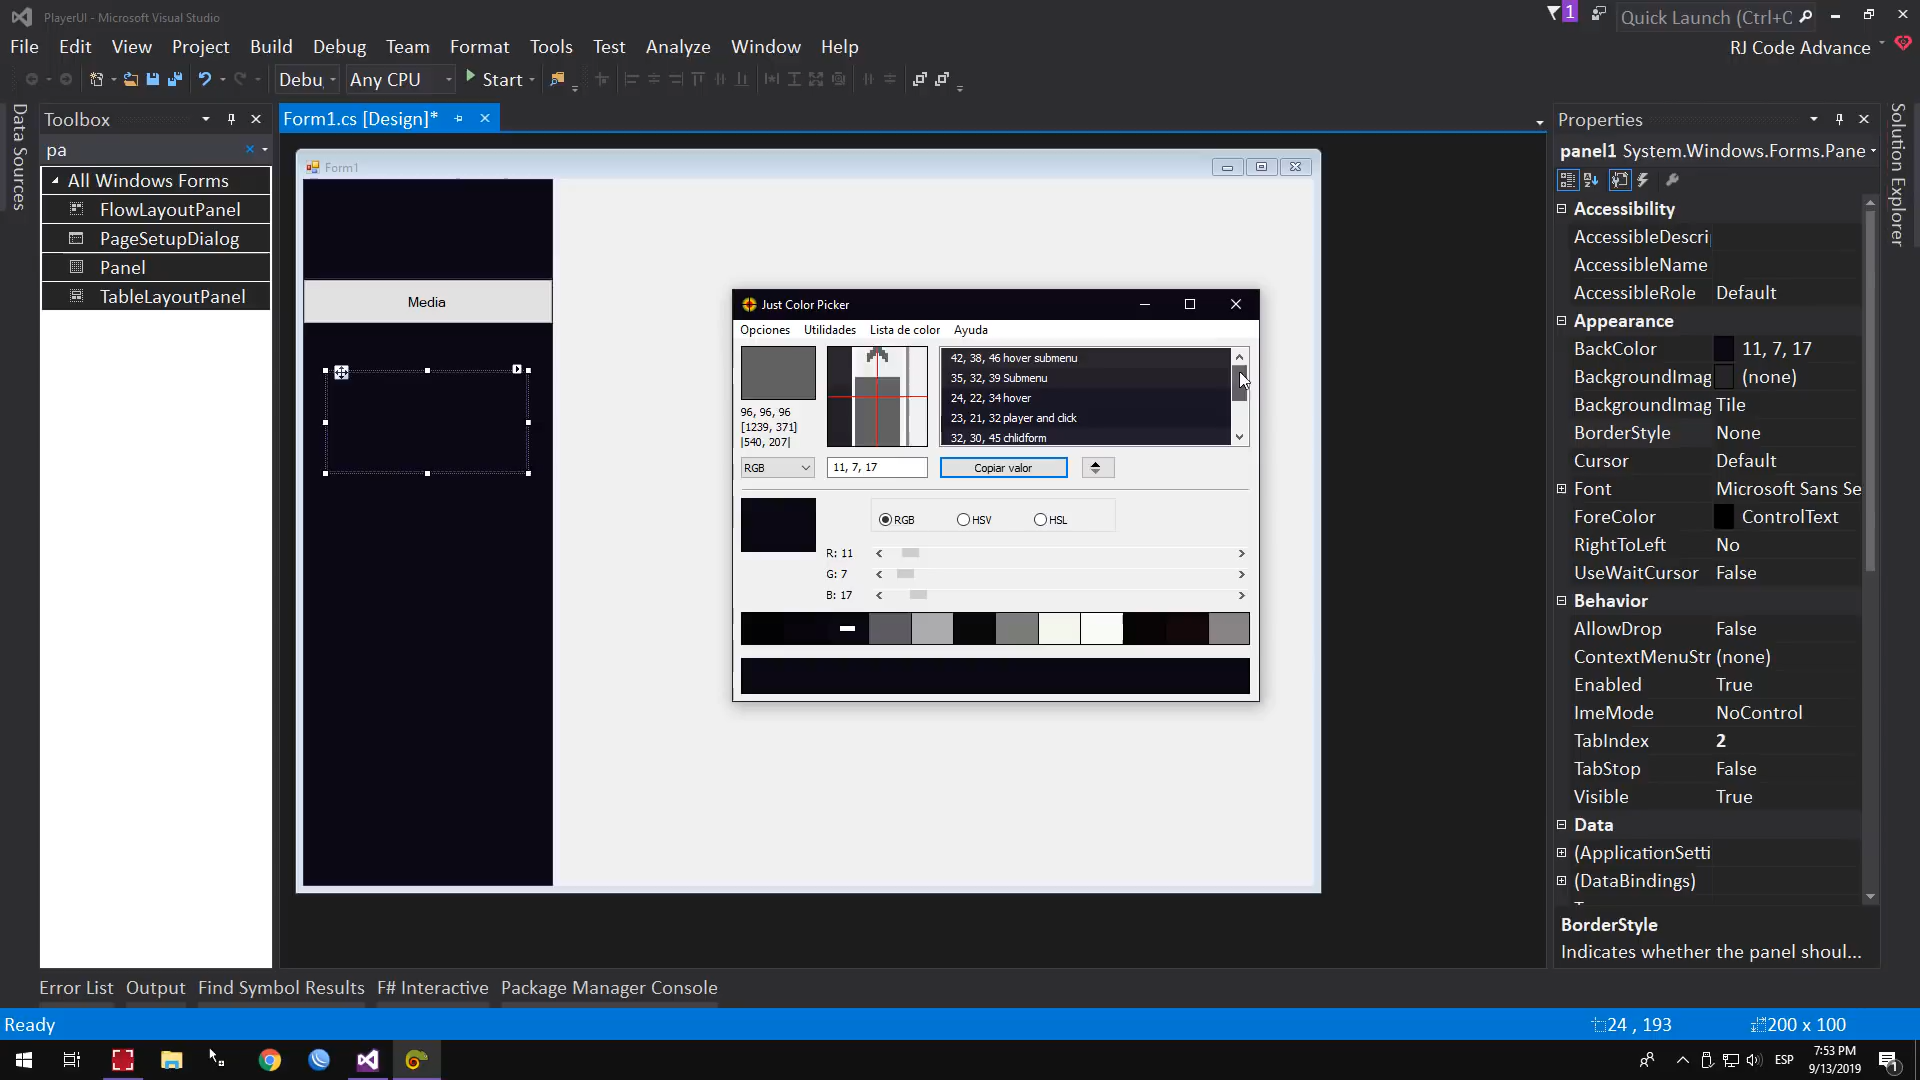 PlayerUI - Microsoft Visual Studio
1
Quick Launch (Ctrl+C
File Edit View Project Build Debug Team Format Tools Test Analyze Window Help
RJ Code Advance
Debu Any CPU Start
Data Sources
Toolbox
pa
All Windows Forms
FlowLayoutPanel
PageSetupDialog
Panel
TableLayoutPanel
Form1.cs [Design]*
Form1
Media
Just Color Picker
Opciones Utilidades Lista de color Ayuda
96, 96, 96
[1239, 371]
|540, 207|
42, 38, 46 hover submenu
35, 32, 39 Submenu
24, 22, 34 hover
23, 21, 32 player and click
32, 30, 45 chlidform
RGB 11, 7, 17 Copiar valor
RGB HSV HSL
R: 11
G: 7
B: 17
Properties
panel1 System.Windows.Forms.Pane
Accessibility
AccessibleDescri
AccessibleName
AccessibleRole Default
Appearance
BackColor 11, 7, 17
BackgroundImag (none)
BackgroundImag Tile
BorderStyle None
Cursor Default
Font Microsoft Sans Se
ForeColor ControlText
RightToLeft No
UseWaitCursor False
Behavior
AllowDrop False
ContextMenuStr (none)
Enabled True
ImeMode NoControl
TabIndex 2
TabStop False
Visible True
Data
(ApplicationSetti
(DataBindings)
BorderStyle
Indicates whether the panel shoul...
Solution Explorer
Error List Output Find Symbol Results F# Interactive Package Manager Console
Ready
24 , 193
200 x 100
ESP
7:53 PM
9/13/2019
1